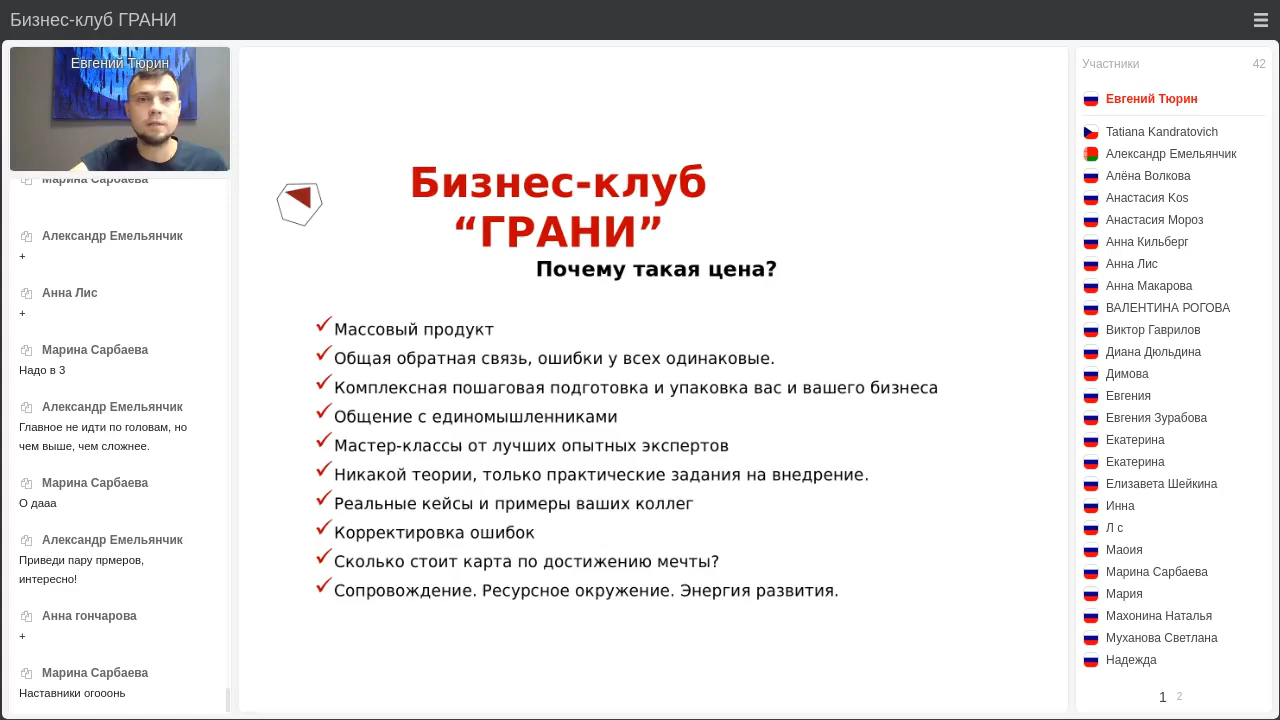 Бизнес-клуб ГРАНИ
Евгений Тюрин
Марина Сарбаева
Александр Емельянчик
+
Анна Лис
+
Марина Сарбаева
Надо в 3
Александр Емельянчик
Главное не идти по головам, но
чем выше, чем сложнее.
Марина Сарбаева
О дааа
Александр Емельянчик
Приведи пару прмеров,
интересно!
Анна гончарова
+
Марина Сарбаева
Наставники огооонь
Бизнес-клуб
“ГРАНИ”
Почему такая цена?
Массовый продукт
Общая обратная связь, ошибки у всех одинаковые.
Комплексная пошаговая подготовка и упаковка вас и вашего бизнеса
Общение с единомышленниками
Мастер-классы от лучших опытных экспертов
Никакой теории, только практические задания на внедрение.
Реальные кейсы и примеры ваших коллег
Корректировка ошибок
Сколько стоит карта по достижению мечты?
Сопровождение. Ресурсное окружение. Энергия развития.
Участники 42
Евгений Тюрин
Tatiana Kandratovich
Александр Емельянчик
Алёна Волкова
Анастасия Kos
Анастасия Мороз
Анна Кильберг
Анна Лис
Анна Макарова
ВАЛЕНТИНА РОГОВА
Виктор Гаврилов
Диана Дюльдина
Димова
Евгения
Евгения Зурабова
Екатерина
Екатерина
Елизавета Шейкина
Инна
Л с
Маоия
Марина Сарбаева
Мария
Махонина Наталья
Муханова Светлана
Надежда
1 2